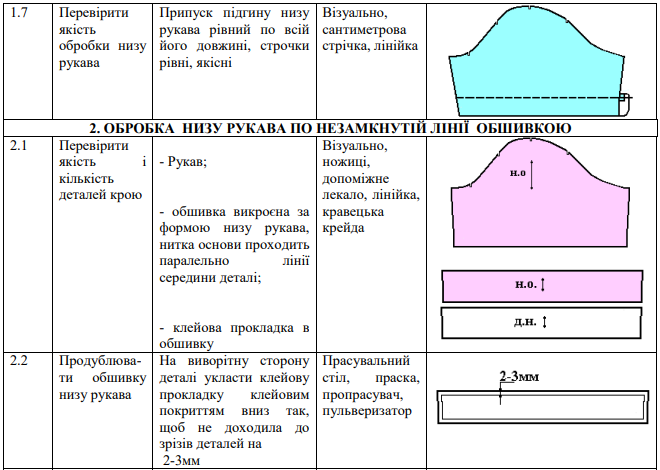 1.7
Перевірити
якість
обробки низу
рукава
Припуск підгину низу
рукава рівний по всій
його довжині, строчки
рівні, якісні
Візуально,
сантиметрова
стрічка, лінійка
2. ОБРОБКА НИЗУ РУКАВА ПО НЕЗАМКНУТІЙ ЛІНІЇ ОБШИВКОЮ
2.1
Перевірити
якість і
кількість
деталей крою
- Рукав;
- обшивка викроєна за
формою низу рукава,
нитка основи проходить
паралельно лінії
середини деталі;
- клейова прокладка в
обшивку
Візуально,
ножиці,
допоміжне
лекало, лінійка,
кравецька
крейда
н.о
н.о.
д.н.
2.2
Продублюва-
ти обшивку
низу рукава
На виворітну сторону
деталі укласти клейову
прокладку клейовим
покриттям вниз так,
щоб не доходила до
зрізів деталей на
2-3мм
Прасувальний
стіл, праска,
пропрасувач,
пульверизатор
2-3мм